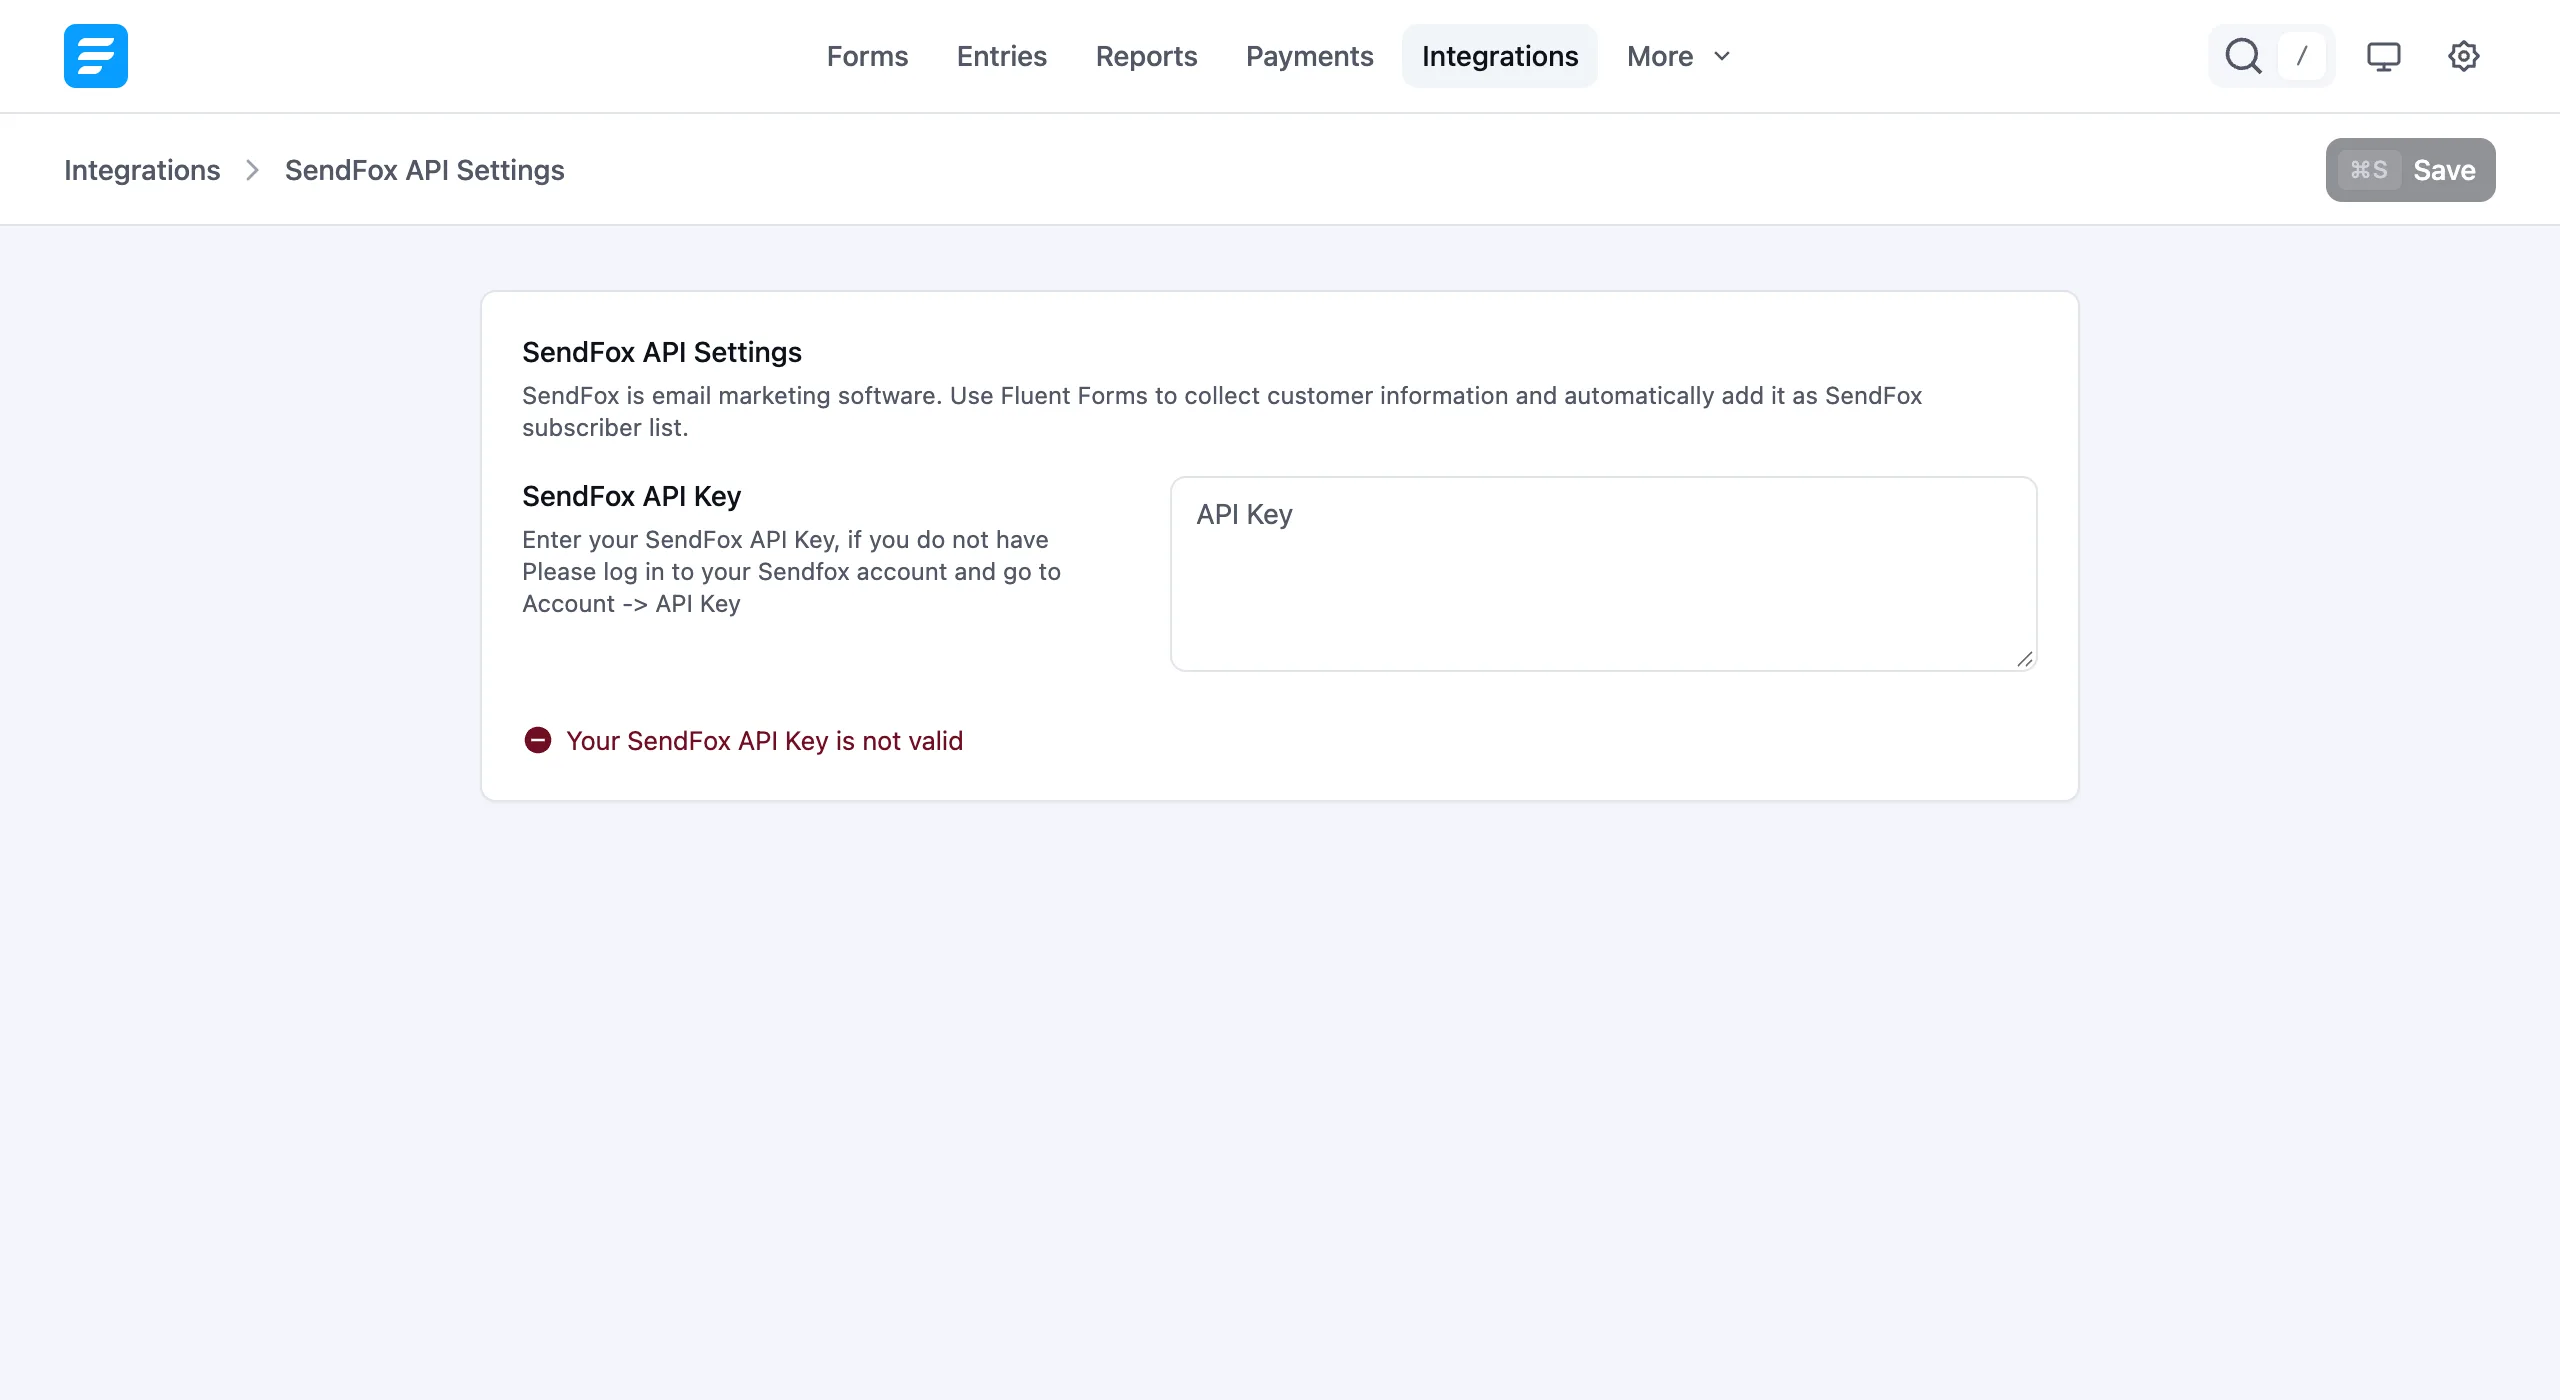 Forms
Entries
Reports
Payments
Integrations
More
/
Integrations
SendFox API Settings
⌘S Save
SendFox API Settings
SendFox is email marketing software. Use Fluent Forms to collect customer information and automatically add it as SendFox
subscriber list.
SendFox API Key
Enter your SendFox API Key, if you do not have
Please log in to your Sendfox account and go to
Account -> API Key
API Key
Your SendFox API Key is not valid